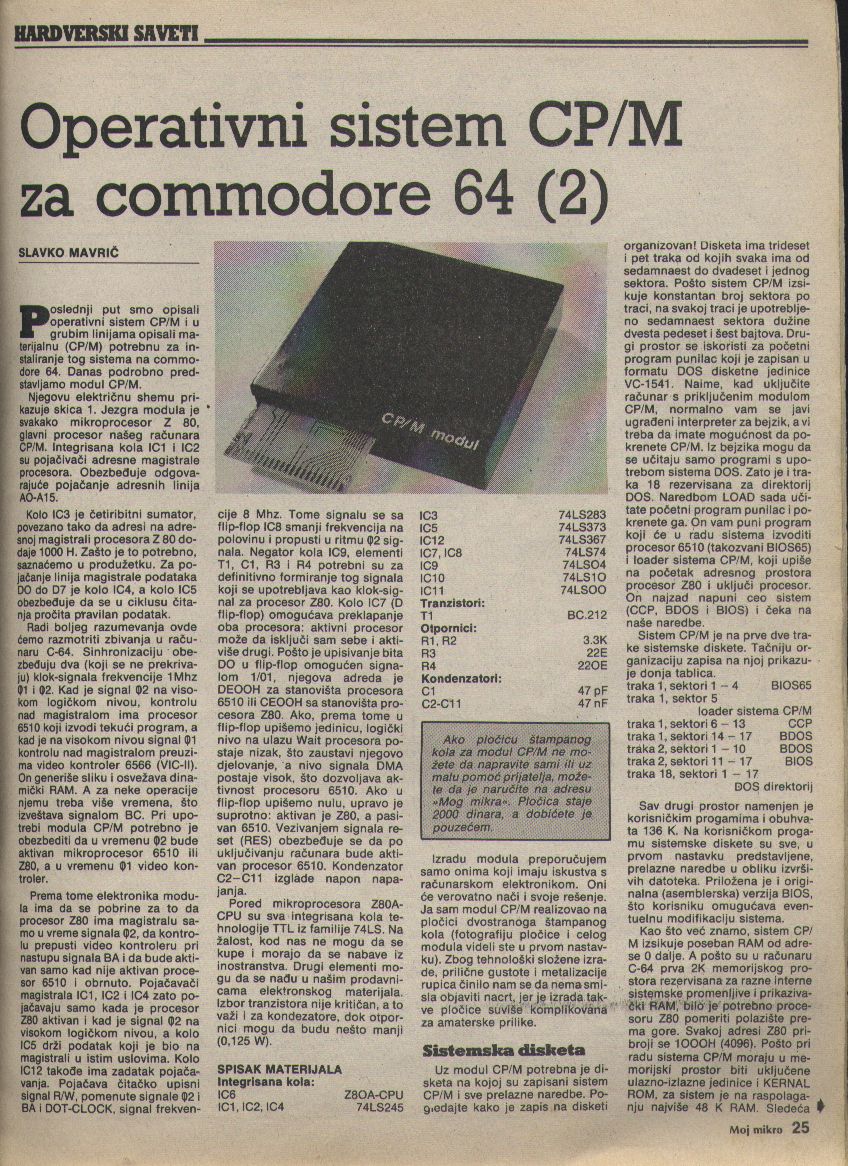 HARDVERSKI SAVETI
Operativni sistem CP/M
za commodore 64 (2)
SLAVKO MAVRIČ
Poslednji put smo opisali
operativni sistem CP/M i u
grubim linijama opisali ma-
terijalnu (CP/M) potrebnu za in-
staliranje tog sistema na commo-
dore 64. Danas podrobno pred-
stavljamo modul CP/M.
Njegovu električnu shemu pri-
kazuje skica 1. Jezgra modula je
svakako mikroprocesor Z 80,
glavni procesor našeg računara
CP/M. Integrisana kola IC1 i IC2
su pojačivači adresne magistrale
procesora. Obezbeđuje odgova-
rajuće pojačanje adresnih linija
AO-A15.
Kolo IC3 je četiribitni sumator,
povezano tako da adresi na adre-
snoj magistrali procesora Z 80 do-
daje 1000 H. Zašto je to potrebno,
saznaćemo u produžetku. Za po-
jačanje linija magistrale podataka
DO do D7 je kolo IC4, a kolo IC5
obezbeđuje da se u ciklusu čita-
nja pročita pravilan podatak.
Radi boljeg razumevanja ovde
ćemo razmotriti zbivanja u raču-
naru C-64. Sinhronizaciju obe-
zbeđuju dva (koji se ne prekriva-
ju) klok-signala frekvencije 1Mhz
Φ1 i Φ2. Kad je signal Φ2 na viso-
kom logičkom nivou, kontrolu
nad magistralom ima procesor
6510 koji izvodi tekući program, a
kad je na visokom nivou signal Φ1
kontrolu nad magistralom preuzi-
ma video kontroler 6566 (VIC-II).
On generiše sliku i osvežava dina-
mički RAM. A za neke operacije
njemu treba više vremena, što
izveštava signalom BC. Pri upo-
trebi modula CP/M potrebno je
obezbediti da u vremenu Φ2 bude
aktivan mikroprocesor 6510 ili
Z80, a u vremenu Φ1 video kon-
troler.
Prema tome elektronika modu-
la ima da se pobrine za to da
procesor Z80 ima magistralu sa-
mo u vreme signala Φ2, da kontro-
lu prepusti video kontroleru pri
nastupu signala BA i da bude akti-
van samo kad nije aktivan proce-
sor 6510 i obrnuto. Pojačavači
magistrala IC1, IC2 i IC4 zato po-
jačavaju samo kada je procesor
Z80 aktivan i kad je signal Φ2 na
visokom logičkom nivou, a kolo
IC5 drži podatak koji je bio na
magistrali u istim uslovima. Kolo
IC12 takođe ima zadatak pojača-
vanja. Pojačava čitačko upisni
signal R/W, pomenute signale Φ2 i
BA i DOT-CLOCK, signal frekven-
CP/M modul
cije 8 Mhz. Tome signalu se sa
flip-flop IC8 smanji frekvencija na
polovinu i propusti u ritmu Φ2 sig-
nala. Negator kola IC9, elementi
T1, C1, R3 i R4 potrebni su za
definitivno formiranje tog signala
koji se upotrebljava kao klok-sig-
nal za procesor Z80. Kolo IC7 (D
flip-flop) omogućava preklapanje
oba procesora: aktivni procesor
može da isključi sam sebe i akti-
više drugi. Pošto je upisivanje bita
DO u flip-flop omogućen signa-
lom 1/01, njegova adreda je
DEOOH za stanovišta procesora
6510 ili CEOOH sa stanovišta pro-
cesora Z80. Ako, prema tome u
flip-flop upišemo jedinicu, logički
nivo na ulazu Wait procesora po-
staje nizak, što zaustavi njegovo
djelovanje, a nivo signala DMA
postaje visok, što dozvoljava ak-
tivnost procesoru 6510. Ako u
flip-flop upišemo nulu, upravo je
suprotno: aktivan je Z80, a pasi-
van 6510. Vezivanjem signala re-
set (RES) obezbeđuje se da po
uključivanju računara bude akti-
van procesor 6510. Kondenzator
C2–C11 izglade napon napa-
janja.
Pored mikroprocesora Z80A-
CPU su sva integrisana kola te-
hnologije TTL iz familije 74LS. Na
žalost, kod nas ne mogu da se
kupe i morajo da se nabave iz
inostranstva. Drugi elementi mo-
gu da se nađu u našim prodavni-
cama elektronskog materijala.
Izbor tranzistora nije kritičan, a to
važi i za kondezatore, dok otpor-
nici mogu da budu nešto manji
(0,125 W).
SPISAK MATERIJALA
Integrisana kola:
IC6 Z8OA-CPU
IC1, IC2, IC4 74LS245
IC3 74LS283
IC5 74LS373
IC12 74LS367
IC7, IC8 74LS74
IC9 74LSO4
IC10 74LS1O
IC11 74LSOO
Tranzistori:
T1 BC.212
Otpornici:
R1, R2 3.3K
R3 22E
R4 22OE
Kondenzatori:
C1 47 pF
C2-C11 47 nF
Ako pločicu štampanog
kola za modul CP/M ne mo-
žete da napravite sami ili uz
malu pomoć prijatelja, može-
te da je naručite na adresu
»Mog mikra«. Pločica staje
2000 dinara, a dobićete je
pouzećem.
Izradu modula preporučujem
samo onima koji imaju iskustva s
računarskom elektronikom. Oni
će verovatno naći i svoje rešenje.
Ja sam modul CP/M realizovao na
pločici dvostranoga štampanog
kola (fotografiju pločice i celog
modula videli ste u prvom nastav-
ku). Zbog tehnološki složene izra-
de, prilične gustote i metalizacije
rupica činilo nam se da nema smi-
sla objaviti nacrt, jer je izrada tak-
ve pločice suviše komplikovana
za amaterske prilike.
Sistemska disketa
Uz modul CP/M potrebna je di-
sketa na kojoj su zapisani sistem
CP/M i sve prelazne naredbe. Po-
gledajte kako je zapis na disketi
organizovan! Disketa ima trideset
i pet traka od kojih svaka ima od
sedamnaest do dvadeset i jednog
sektora. Pošto sistem CP/M izsi-
kuje konstantan broj sektora po
traci, na svakoj traci je upotreblje-
no sedamnaest sektora dužine
dvesta pedeset i šest bajtova. Dru-
gi prostor se iskoristi za početni
program punilac koji je zapisan u
formatu DOS disketne jedinice
VC-1541. Naime, kad uključite
računar s priključenim modulom
CP/M, normalno vam se javi
ugrađeni interpreter za bejzik, a vi
treba da imate mogućnost da po-
krenete CP/M. Iz bejzika mogu da
se učitaju samo programi s upo-
trebom sistema DOS. Zato je i tra-
ka 18 rezervisana za direktorij
DOS. Naredbom LOAD sada uči-
tate početni program punilac i po-
krenete ga. On vam puni program
koji će u radu sistema izvoditi
procesor 6510 (takozvani BIOS65)
i loader sistema CP/M, koji upiše
na početak adresnog prostora
procesor Z80 i uključi procesor.
On najzad napuni ceo sistem
(CCP, BDOS i BIOS) i čeka na
naše naredbe.
Sistem CP/M je na prve dve tra-
ke sistemske diskete. Tačniju or-
ganizaciju zapisa na njoj prikazu-
je donja tablica.
traka 1, sektori 1 – 4 BIOS65
traka 1, sektor 5
loader sistema CP/M
traka 1, sektori 6 – 13 CCP
traka 1, sektori 14 – 17 BDOS
traka 2, sektori 1 – 10 BDOS
traka 2, sektori 11 – 17 BIOS
traka 18, sektori 1 – 17
DOS direktorij
Sav drugi prostor namenjen je
korisničkim progamima i obuhva-
ta 136 K. Na korisničkom proga-
mu sistemske diskete su sve, u
prvom nastavku predstavljene,
prelazne naredbe u obliku izvrši-
vih datoteka. Priložena je i origi-
nalna (asemblerska) verzija BIOS,
što korisniku omogućava even-
tuelnu modifikaciju sistema.
Kao što već znamo, sistem CP/
M izsikuje poseban RAM od adre-
se 0 dalje. A pošto su u računaru
C-64 prva 2K memorijskog pro-
stora rezervisana za razne interne
sistemske promenljive i prikaziva-
čki RAM, bilo je potrebno proce-
soru Z80 pomeriti polazište pre-
ma gore. Svakoj adresi Z80 pri-
broji se 1OOOH (4096). Pošto pri
radu sistema CP/M moraju u me-
morijski prostor biti uključene
ulazno-izlazne jedinice i KERNAL
ROM, za sistem je na raspolaga-
nju najviše 48 K RAM. Sledeća
Moj mikro 25